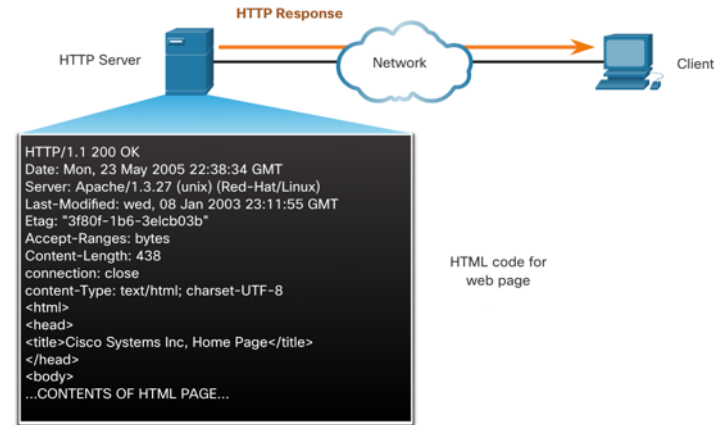 HTTP Response
HTTP Server
Network
Client
HTTP/1.1 200 OK
Date: Mon, 23 May 2005 22:38:34 GMT
Server: Apache/1.3.27 (unix) (Red-Hat/Linux)
Last-Modified: wed, 08 Jan 2003 23:11:55 GMT
Etag: "3f80f-1b6-3elcb03b"
Accept-Ranges: bytes
Content-Length: 438
connection: close
content-Type: text/html; charset-UTF-8
<html>
<head>
<title>Cisco Systems Inc, Home Page</title>
</head>
<body>
...CONTENTS OF HTML PAGE...
HTML code for
web page